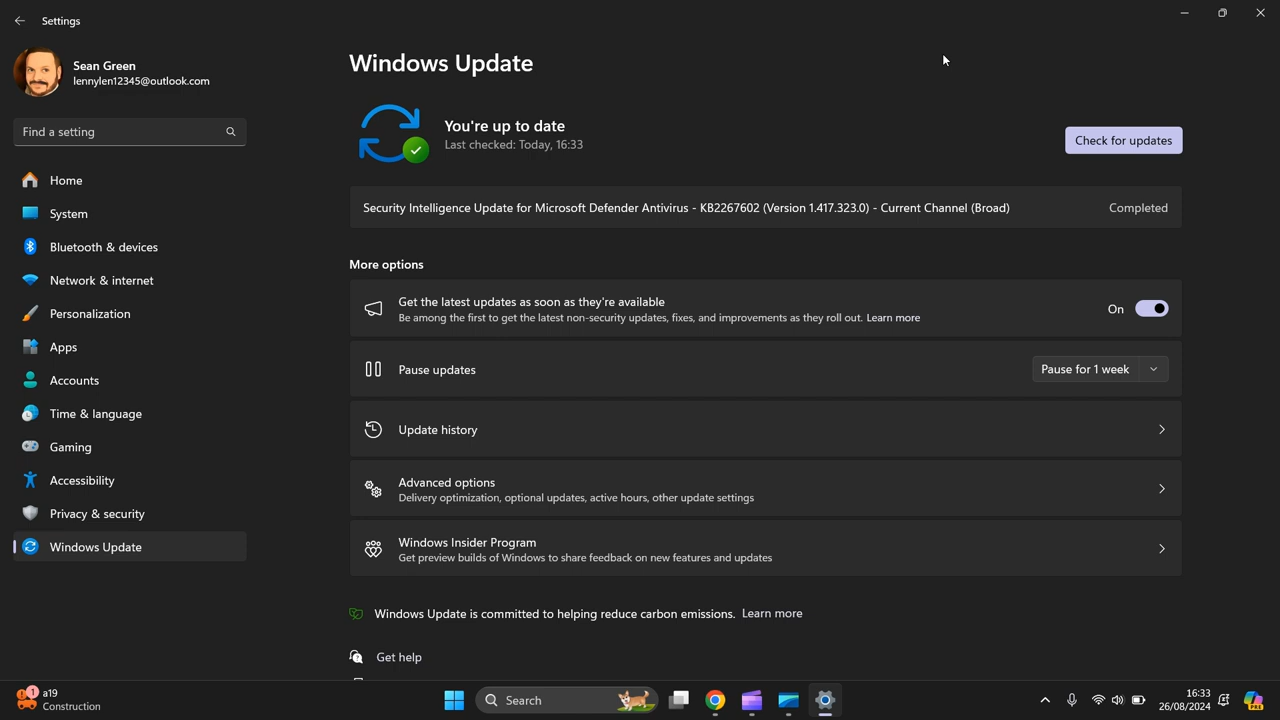 Settings
Sean Green
lennylen12345@outlook.com
Find a setting
Home
System
Bluetooth & devices
Network & internet
Personalization
Apps
Accounts
Time & language
Gaming
Accessibility
Privacy & security
Windows Update
Windows Update
You're up to date
Last checked: Today, 16:33
Check for updates
Security Intelligence Update for Microsoft Defender Antivirus - KB2267602 (Version 1.417.323.0) - Current Channel (Broad) Completed
More options
Get the latest updates as soon as they're available
Be among the first to get the latest non-security updates, fixes, and improvements as they roll out. Learn more
On
Pause updates
Pause for 1 week
Update history
Advanced options
Delivery optimization, optional updates, active hours, other update settings
Windows Insider Program
Get preview builds of Windows to share feedback on new features and updates
Windows Update is committed to helping reduce carbon emissions. Learn more
Get help
1
a19
Construction
Search
16:33
26/08/2024
PRE